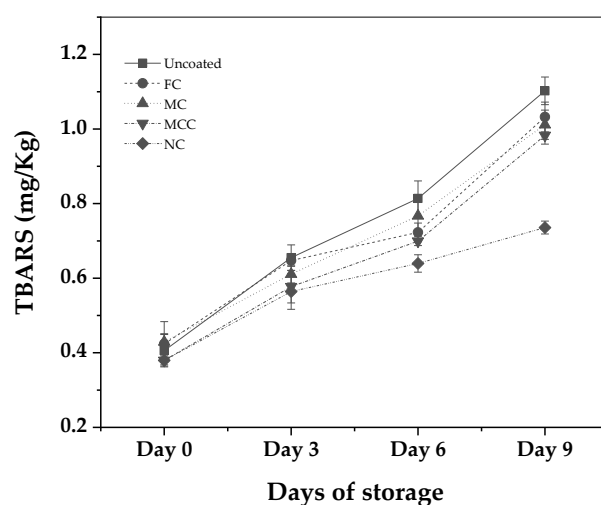 1.2
1.0
0.8
0.6
0.4
0.2
TBARS (mg/Kg)
Uncoated
FC
MC
MCC
NC
Day 0 Day 3 Day 6 Day 9
Days of storage